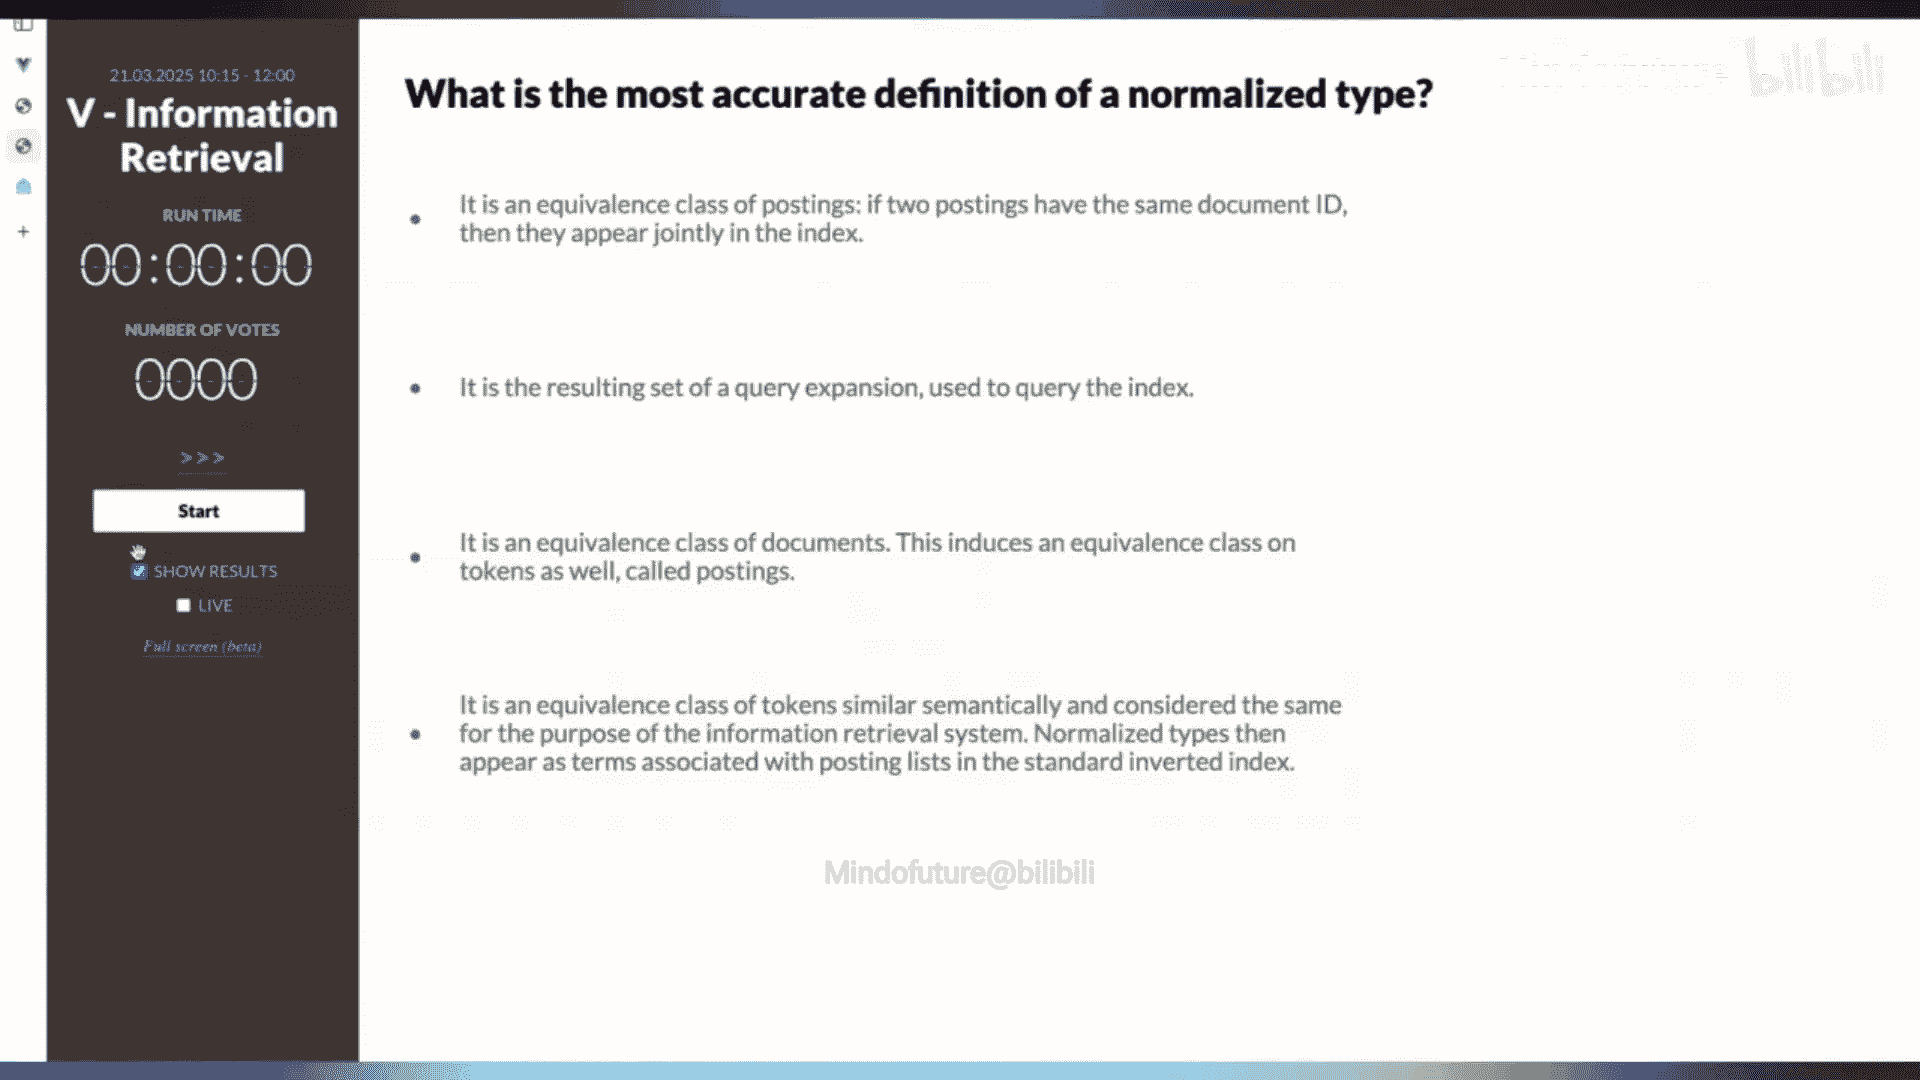 21.03.2025 10:15 - 12:00
V - Information
Retrieval
RUN TIME
00:00:00
NUMBER OF VOTES
0000
>>>
Start
SHOW RESULTS
LIVE
Full screen (beta)
What is the most accurate definition of a normalized type?
It is an equivalence class of postings: if two postings have the same document ID,
then they appear jointly in the index.
It is the resulting set of a query expansion, used to query the index.
It is an equivalence class of documents. This induces an equivalence class on
tokens as well, called postings.
It is an equivalence class of tokens similar semantically and considered the same
for the purpose of the information retrieval system. Normalized types then
appear as terms associated with posting lists in the standard inverted index.
Mindofuture@bilibili
bilibili